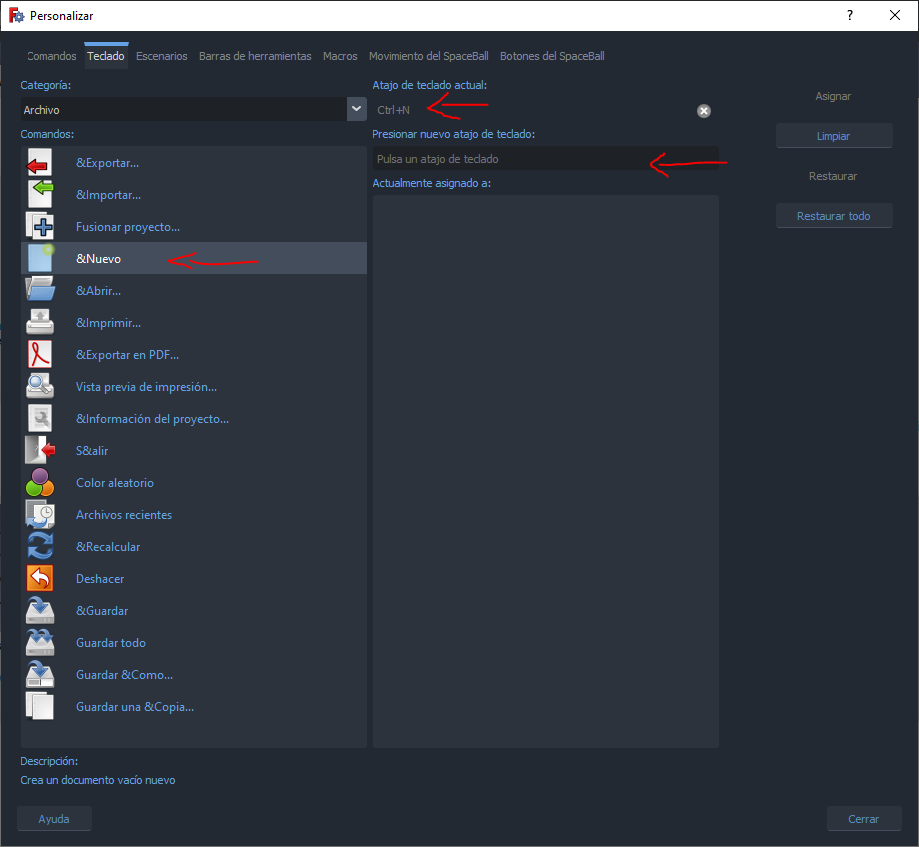 Personalizar
?
Comandos Teclado Escenarios Barras de herramientas Macros Movimiento del SpaceBall Botones del SpaceBall
Categoría:
Archivo
Comandos:
&Exportar...
&Importar...
Fusionar proyecto...
&Nuevo
&Abrir...
&Imprimir...
&Exportar en PDF...
Vista previa de impresión...
&Información del proyecto...
S&alir
Color aleatorio
Archivos recientes
&Recalcular
Deshacer
&Guardar
Guardar todo
Guardar &Como...
Guardar una &Copia...
Atajo de teclado actual:
Ctrl+N
Presionar nuevo atajo de teclado:
Pulsa un atajo de teclado
Actualmente asignado a:
Asignar
Limpiar
Restaurar
Restaurar todo
Descripción:
Crea un documento vacío nuevo
Ayuda
Cerrar